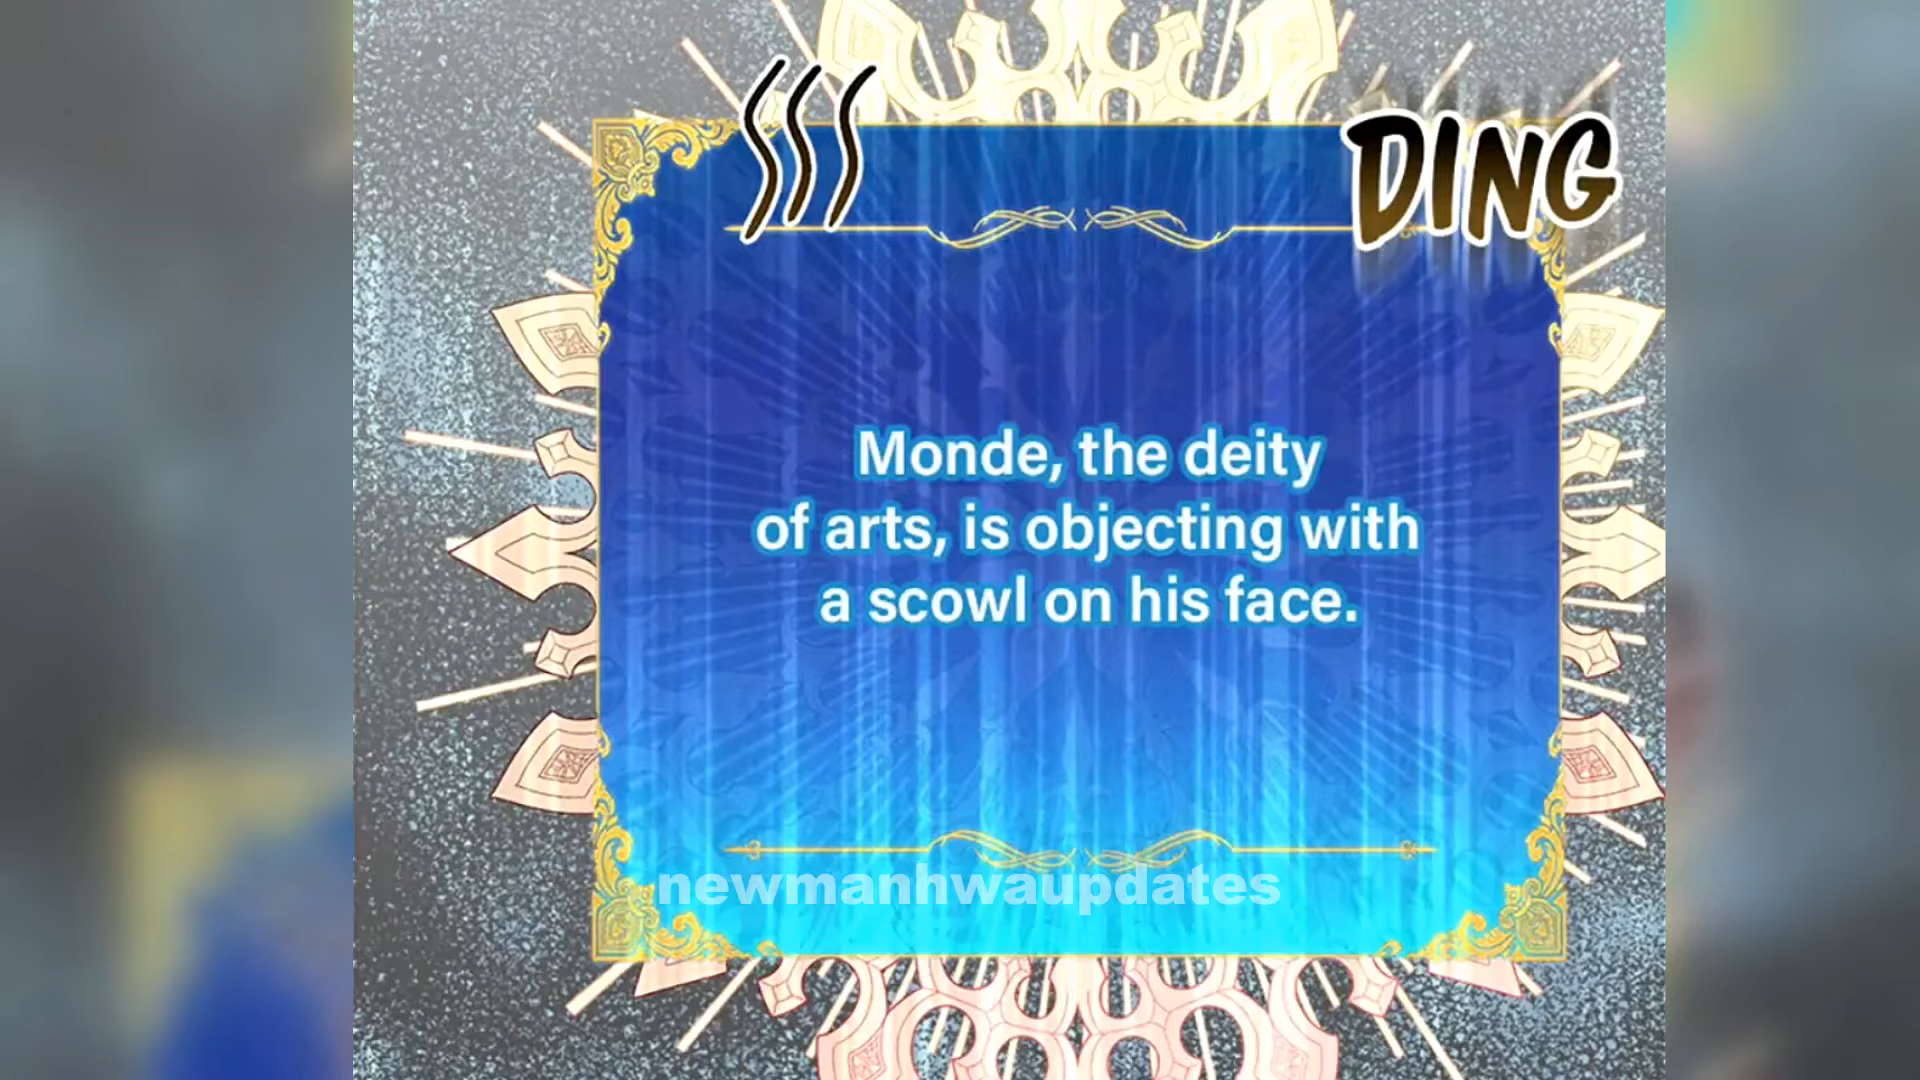 DING
Monde, the deity
of arts, is objecting with
a scowl on his face.
newmanhwaupdates